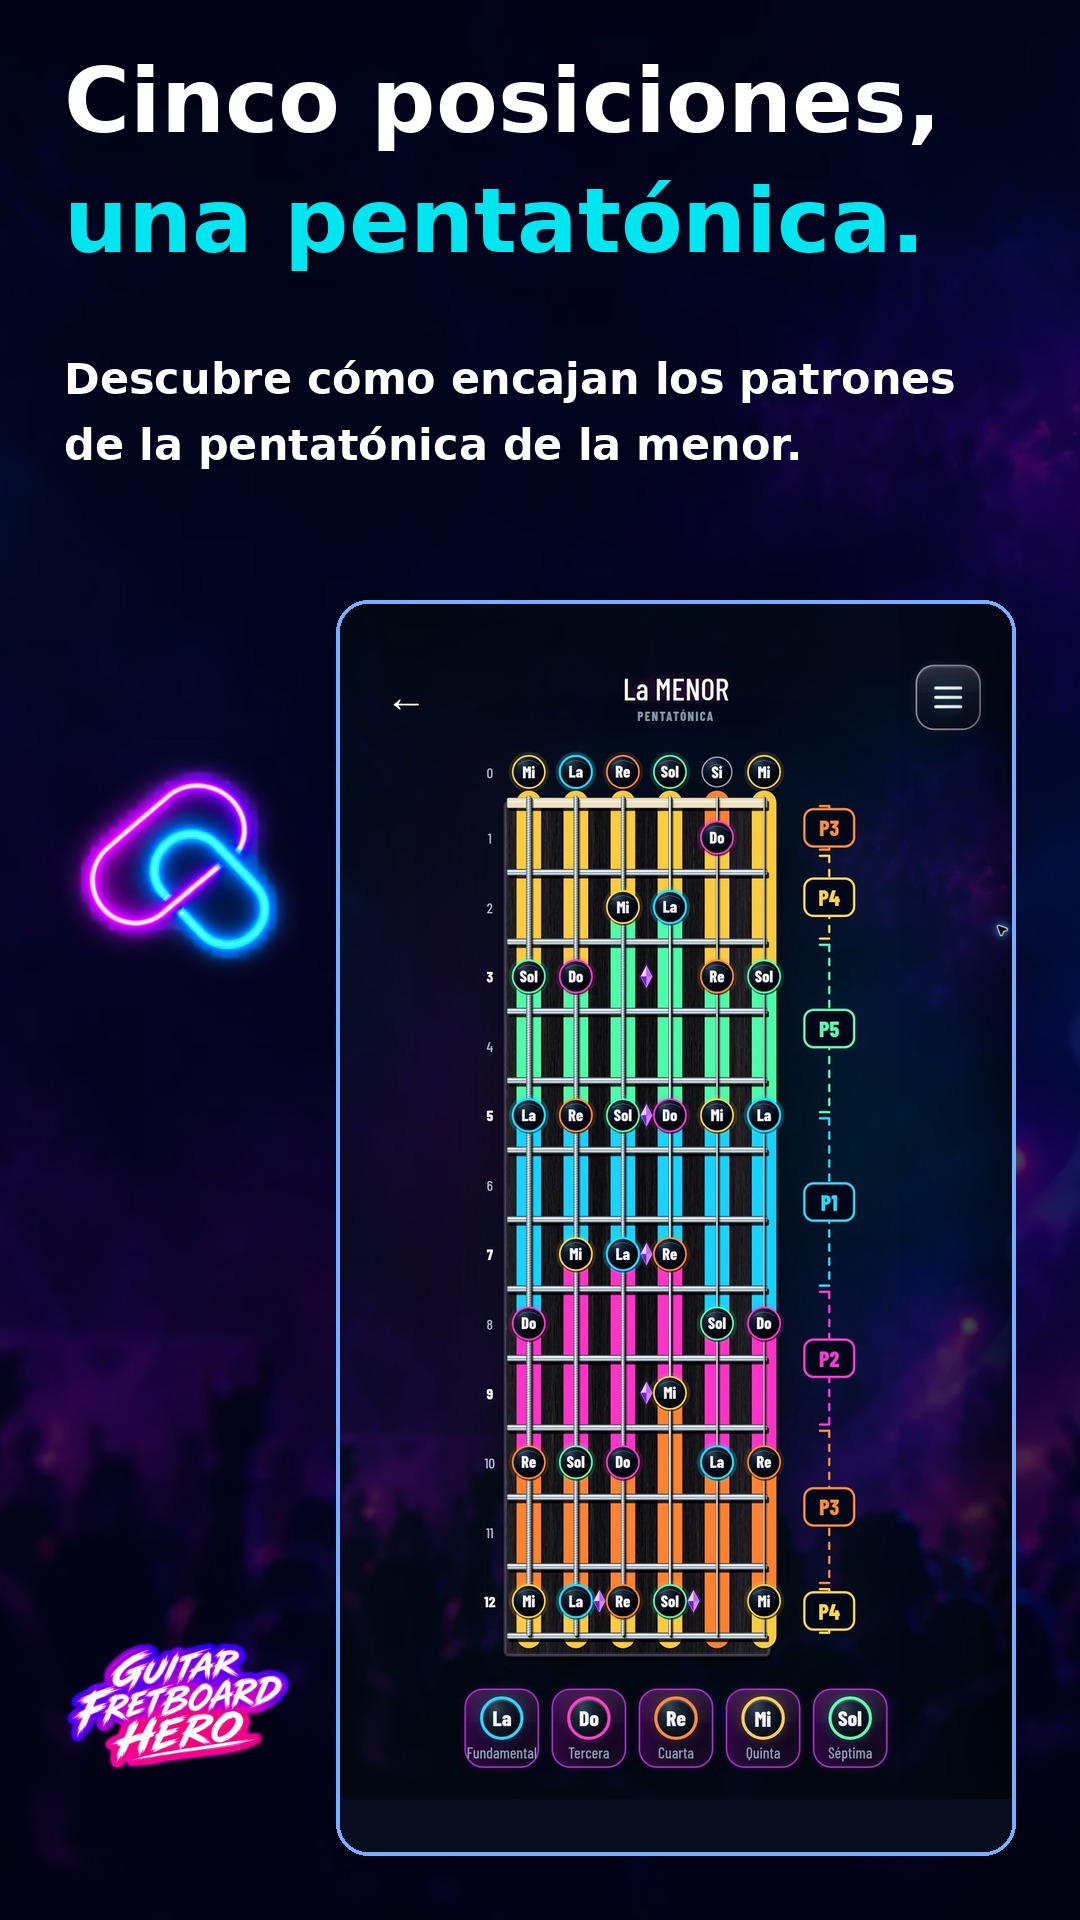 Cinco posiciones,
una pentatónica.
Descubre cómo encajan los patrones
de la pentatónica de la menor.
←
La MENOR
PENTATÓNICA
0 Mi La Re Sol Si Mi
1 Do P3
2 Mi La P4
3 Sol Do Re Sol
4 P5
5 La Re Sol Do Mi La
6 P1
7 Mi La Re
8 Do Sol Do P2
9 Mi
10 Re Sol Do La Re P3
11
12 Mi La Re Sol Mi P4
La Do Re Mi Sol
Fundamental Tercera Cuarta Quinta Séptima
GUITAR
FRETBOARD
HERO